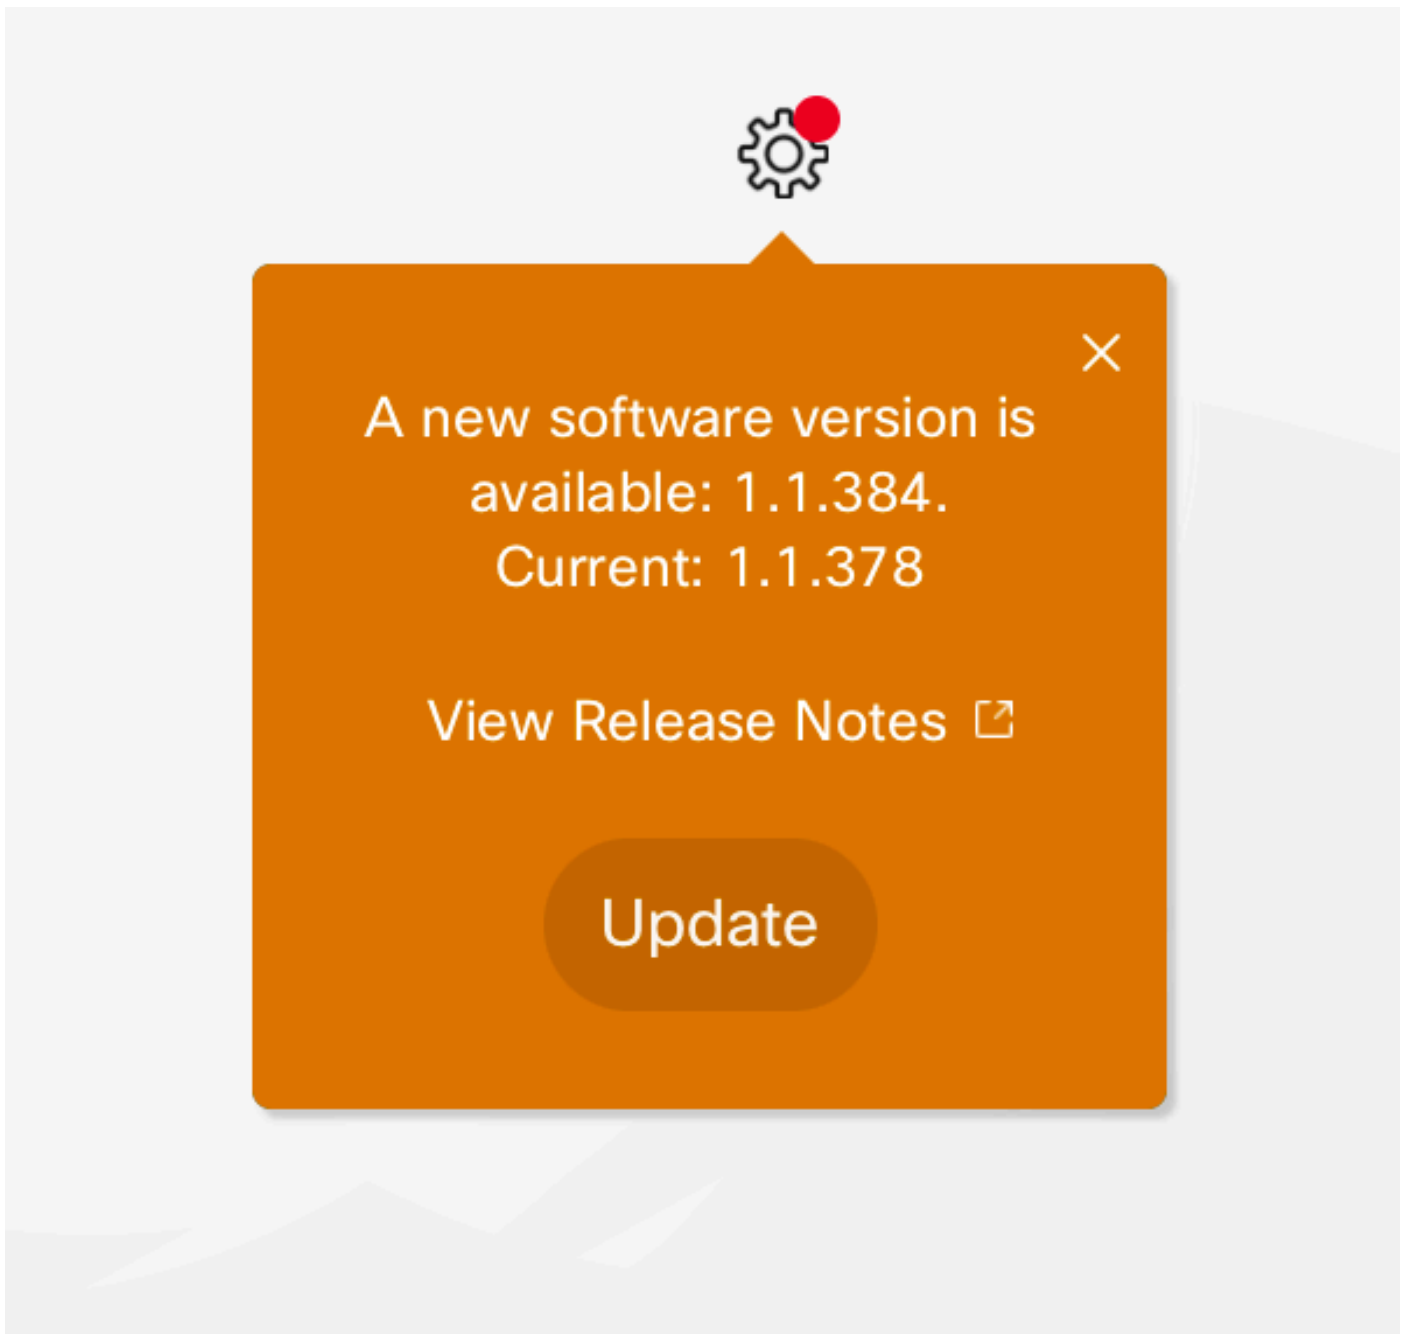 A new software version is
available: 1.1.384.
Current: 1.1.378
View Release Notes
Update